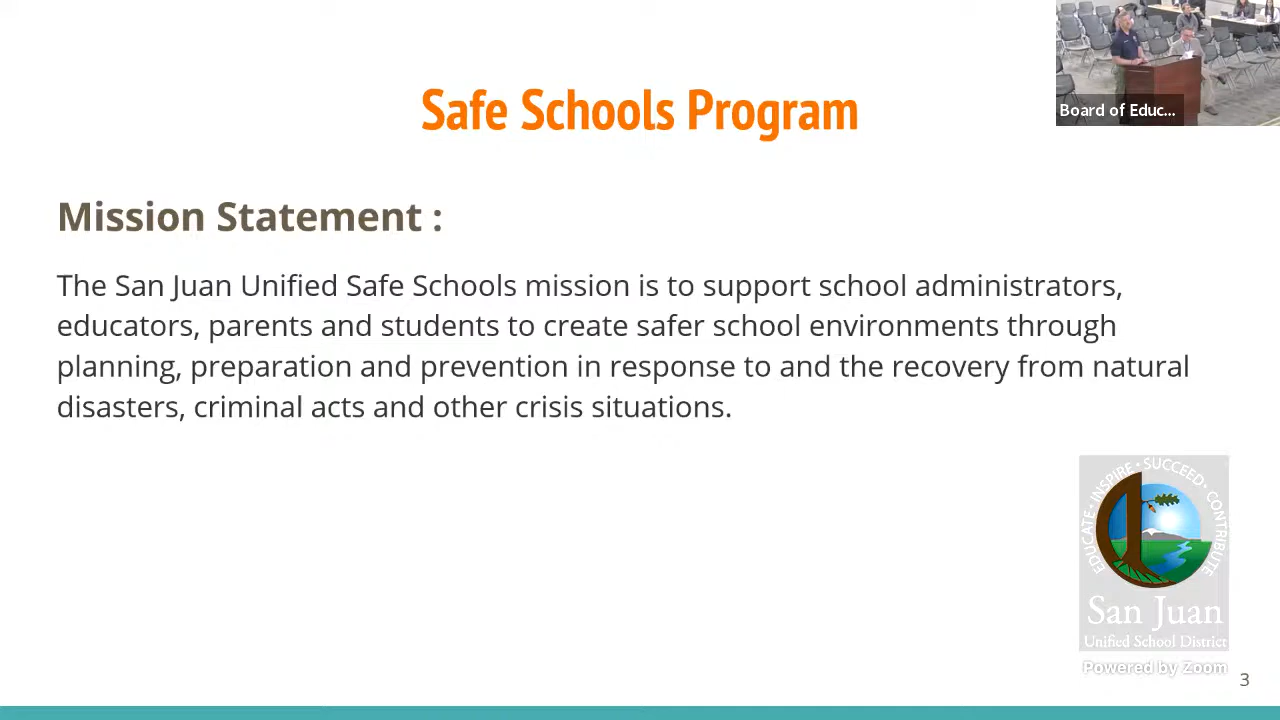 Safe Schools Program
Board of Educ...
Mission Statement :
The San Juan Unified Safe Schools mission is to support school administrators,
educators, parents and students to create safer school environments through
planning, preparation and prevention in response to and the recovery from natural
disasters, criminal acts and other crisis situations.
EDUCATE • INSPIRE • SUCCEED • CONTRIBUTE
San Juan
Unified School District
Powered by Zoom
3